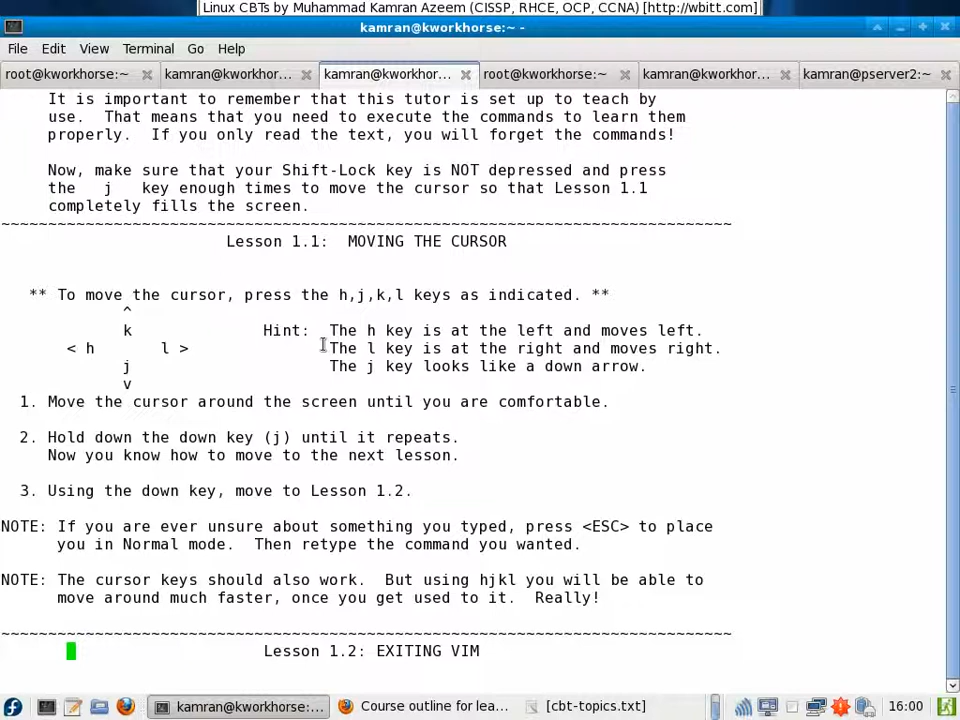 Linux CBTs by Muhammad Kamran Azeem (CISSP, RHCE, OCP, CCNA) [http://wbitt.com]
kamran@kworkhorse:~ -
File Edit View Terminal Go Help
root@kworkhorse:~ kamran@kworkhor... kamran@kworkhor... root@kworkhorse:~ kamran@kworkhor... kamran@pserver2:~
It is important to remember that this tutor is set up to teach by
use. That means that you need to execute the commands to learn them
properly. If you only read the text, you will forget the commands!
Now, make sure that your Shift-Lock key is NOT depressed and press
the j key enough times to move the cursor so that Lesson 1.1
completely fills the screen.
~~~~~~~~~~~~~~~~~~~~~~~~~~~~~~~~~~~~~~~~~~~~~~~~~~~~~~~~~~~~~~~~~~~~~~~~~~~~~~
Lesson 1.1: MOVING THE CURSOR
** To move the cursor, press the h,j,k,l keys as indicated. **
^
k Hint: The h key is at the left and moves left.
< h l > The l key is at the right and moves right.
j The j key looks like a down arrow.
v
1. Move the cursor around the screen until you are comfortable.
2. Hold down the down key (j) until it repeats.
Now you know how to move to the next lesson.
3. Using the down key, move to Lesson 1.2.
NOTE: If you are ever unsure about something you typed, press <ESC> to place
you in Normal mode. Then retype the command you wanted.
NOTE: The cursor keys should also work. But using hjkl you will be able to
move around much faster, once you get used to it. Really!
~~~~~~~~~~~~~~~~~~~~~~~~~~~~~~~~~~~~~~~~~~~~~~~~~~~~~~~~~~~~~~~~~~~~~~~~~~~~~~
Lesson 1.2: EXITING VIM
kamran@kworkhorse:... Course outline for lea... [cbt-topics.txt] 16:00